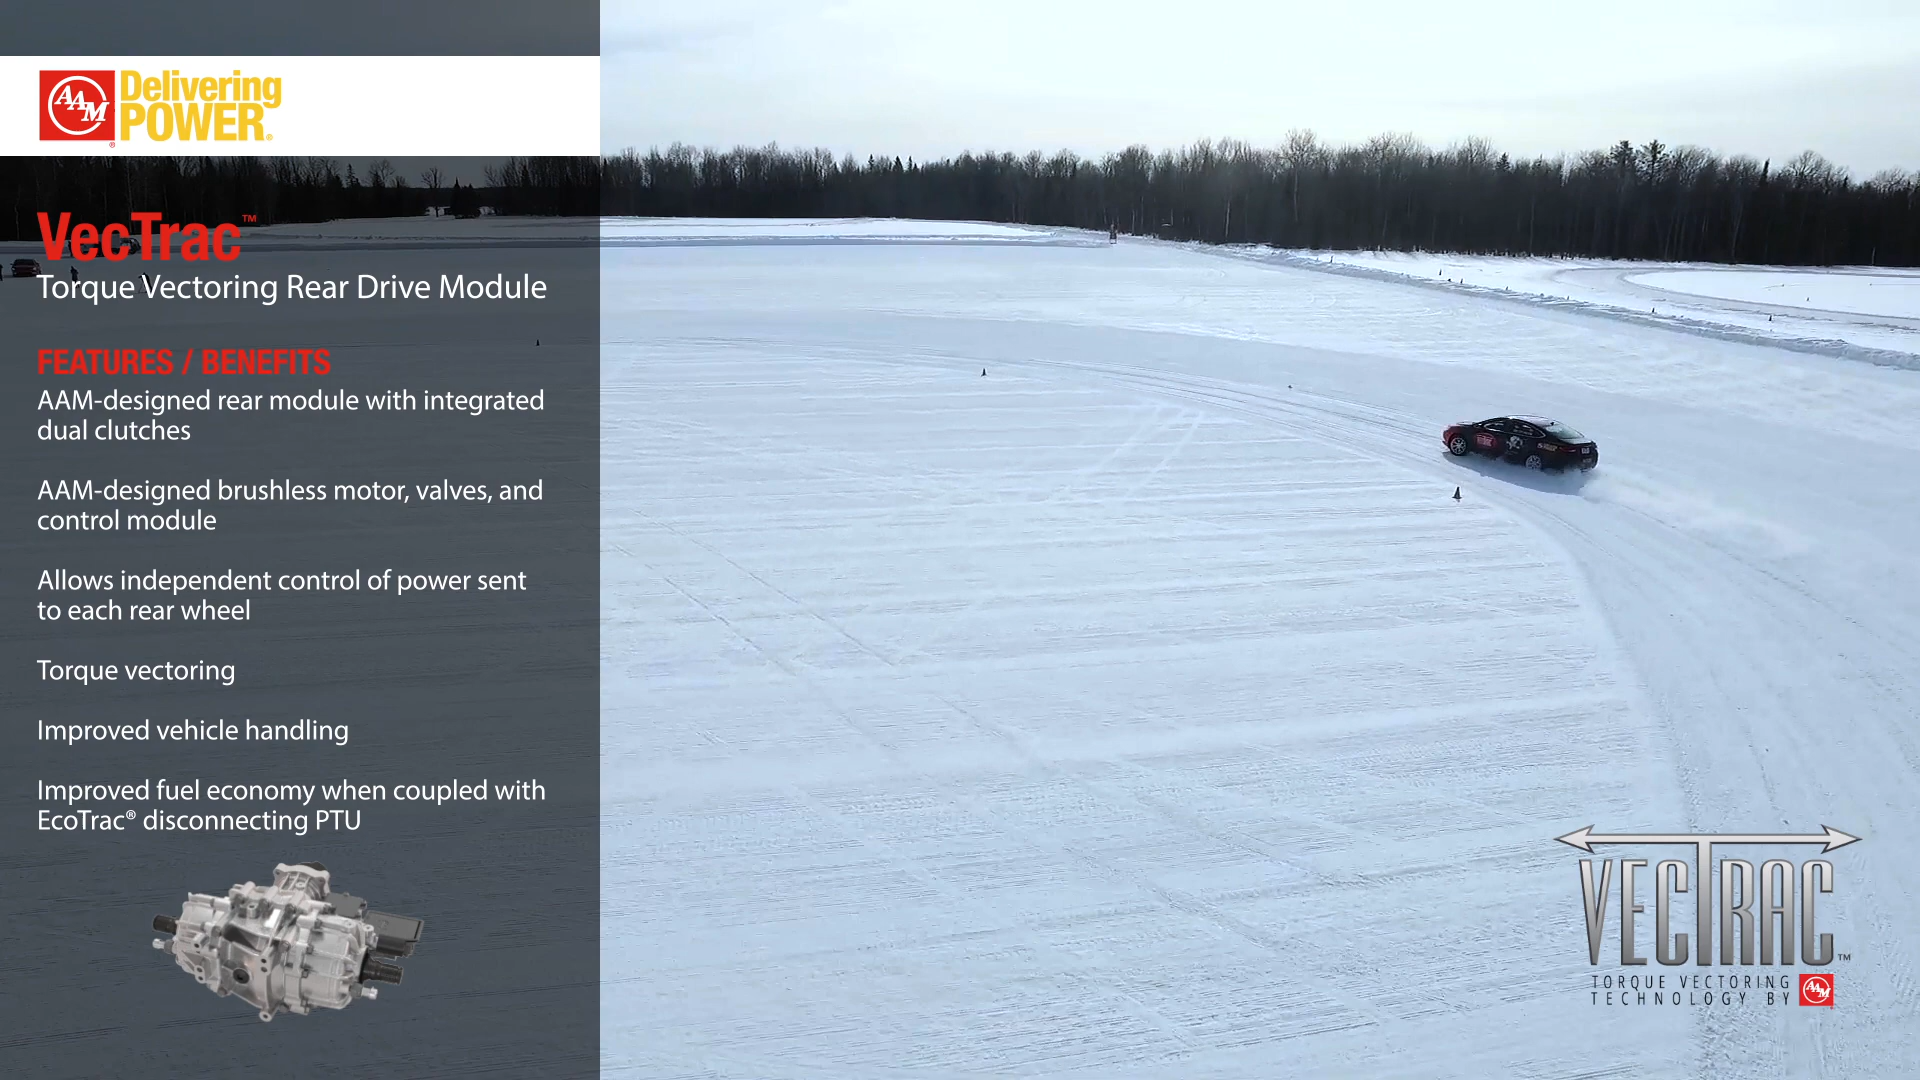 AAM
Delivering
POWER®
VecTrac™
Torque Vectoring Rear Drive Module
FEATURES / BENEFITS
AAM-designed rear module with integrated
dual clutches
AAM-designed brushless motor, valves, and
control module
Allows independent control of power sent
to each rear wheel
Torque vectoring
Improved vehicle handling
Improved fuel economy when coupled with
EcoTrac® disconnecting PTU
VECTRAC™
TORQUE VECTORING
TECHNOLOGY BY AAM